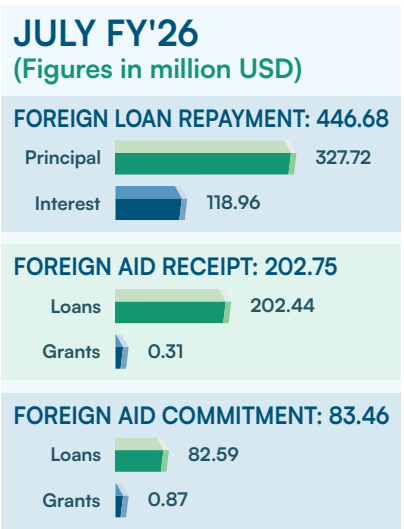 JULY FY'26
(Figures in million USD)
FOREIGN LOAN REPAYMENT: 446.68
Principal 327.72
Interest 118.96
FOREIGN AID RECEIPT: 202.75
Loans 202.44
Grants 0.31
FOREIGN AID COMMITMENT: 83.46
Loans 82.59
Grants 0.87